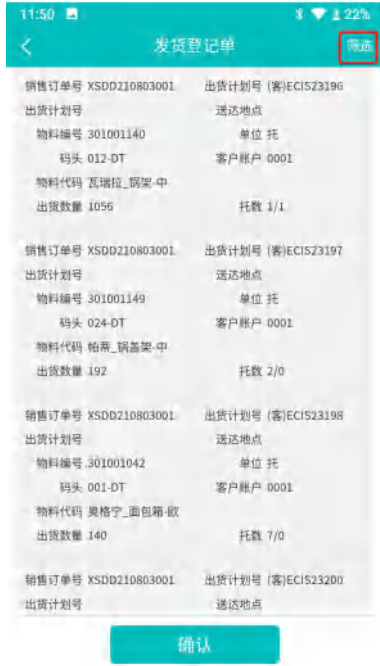 11:50 22%
发货登记单 筛选
销售订单号 XSDD210803001 出货计划号 (客)ECIS23196
出货计划号 送达地点
物料编号 301001140 单位 托
码头 012-DT 客户账户 0001
物料代码 瓦瑞拉_锅架-中
出货数量 1056 托数 1/1
销售订单号 XSDD210803001 出货计划号 (客)ECIS23197
出货计划号 送达地点
物料编号 301001149 单位 托
码头 024-DT 客户账户 0001
物料代码 帕蒂_锅盖架-中
出货数量 192 托数 2/0
销售订单号 XSDD210803001 出货计划号 (客)ECIS23198
出货计划号 送达地点
物料编号 301001042 单位 托
码头 001-DT 客户账户 0001
物料代码 奥格宁_面包箱-欧
出货数量 140 托数 7/0
销售订单号 XSDD210803001 出货计划号 (客)ECIS23200
出货计划号 送达地点
确认